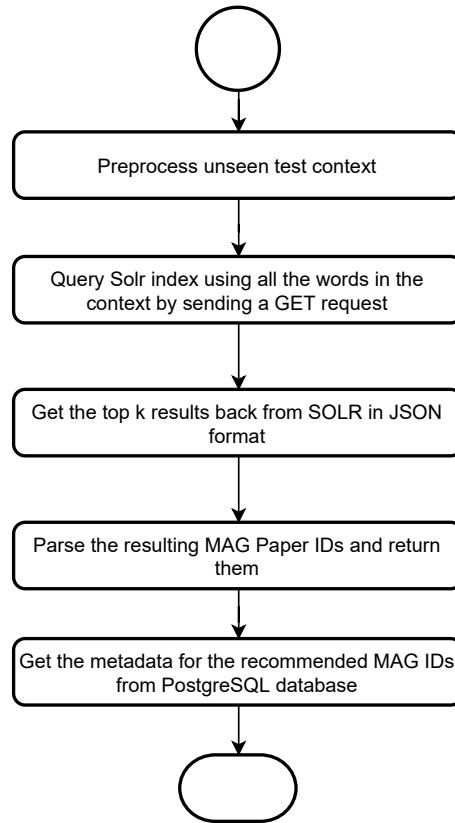 Preprocess unseen test context
Query Solr index using all the words in the
context by sending a GET request
Get the top k results back from SOLR in JSON
format
Parse the resulting MAG Paper IDs and return
them
Get the metadata for the recommended MAG IDs
from PostgreSQL database